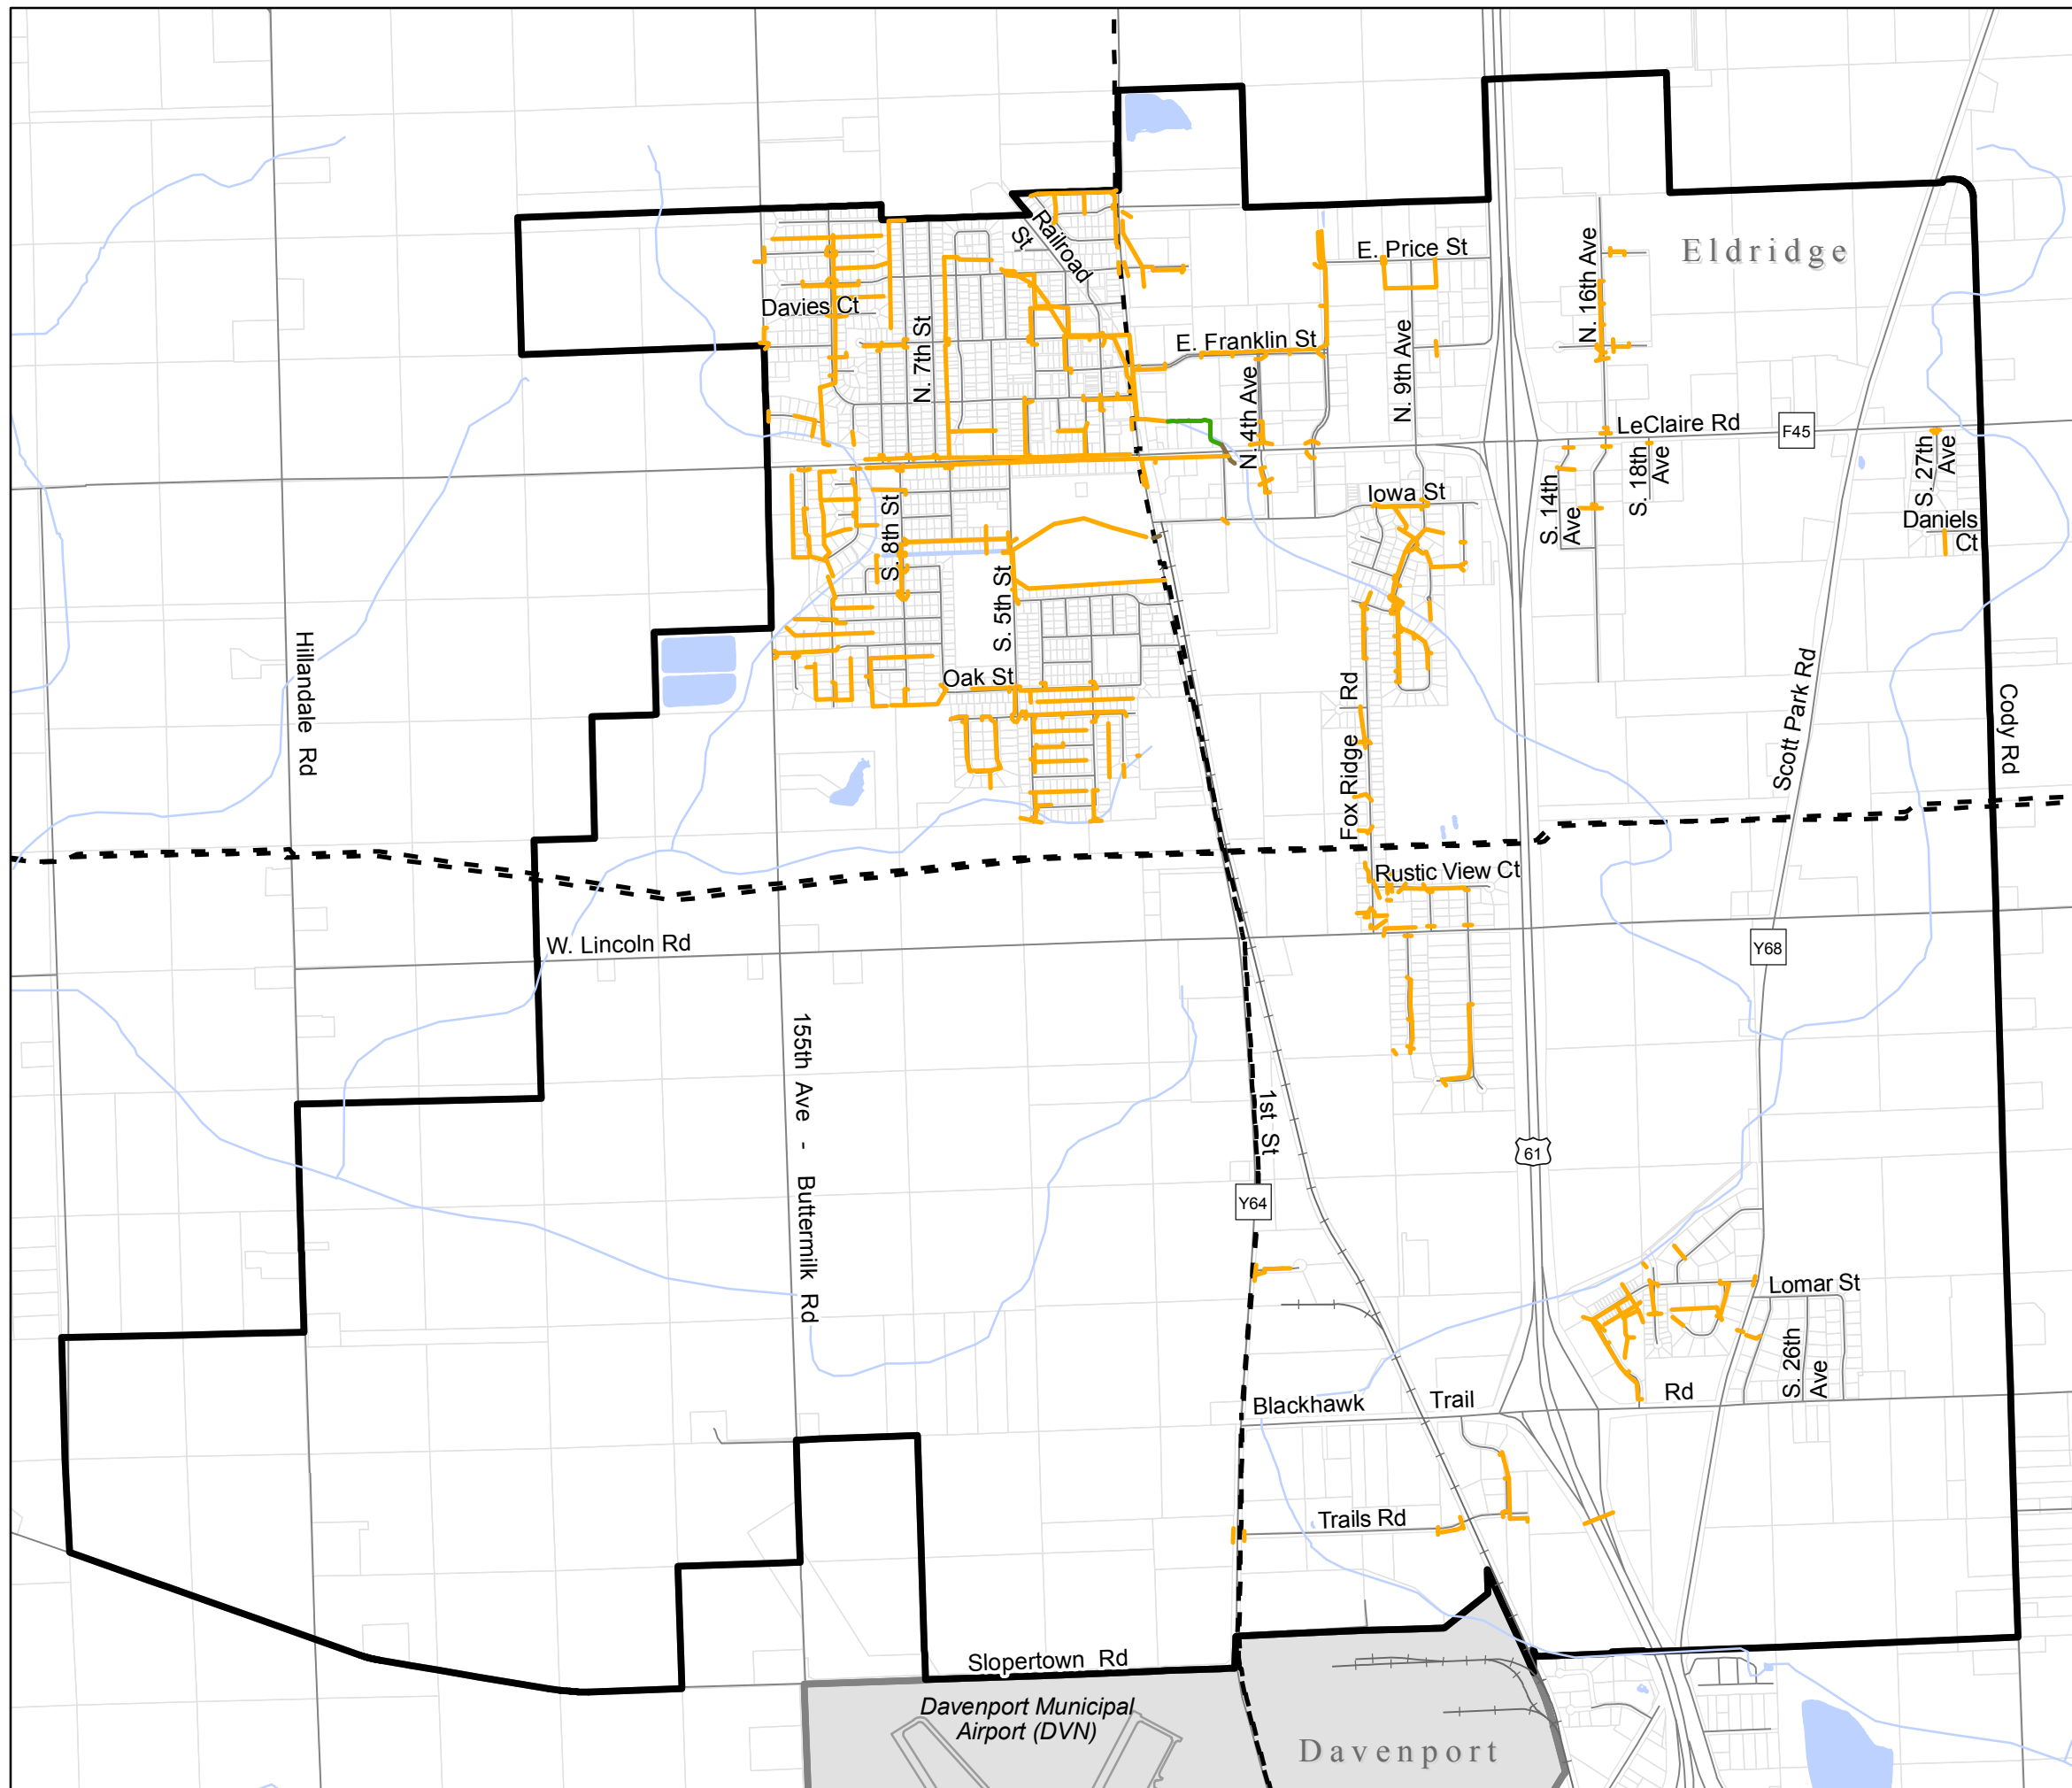 Railroad
St
E. Price St
N. 16th Ave
Eldridge
Davies Ct
N. 7th St
E. Franklin St
N. 4th Ave
N. 9th Ave
LeClaire Rd
F45
S. 27th
Ave
S. 18th
Ave
S. 14th
Ave
Iowa St
S. 8th St
Daniels
Ct
S. 5th St
Oak St
Hillandale Rd
Fox Ridge Rd
Scott Park Rd
Cody Rd
Rustic View Ct
W. Lincoln Rd
Y68
155th Ave - Buttermilk Rd
1st St
61
Y64
Lomar St
S. 26th
Ave
Blackhawk Trail Rd
Trails Rd
Slopertown Rd
Davenport Municipal
Airport (DVN)
Davenport